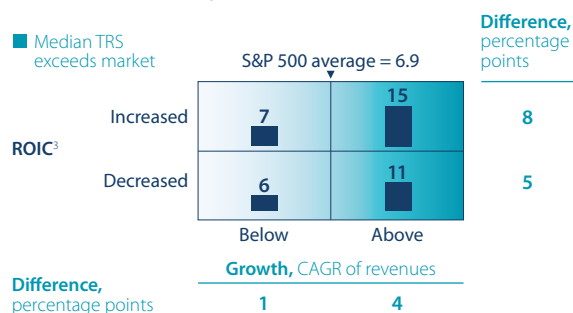 Difference,
percentage
points
Median TRS
exceeds market
S&P 500 average = 6.9
Increased
7
15
8
ROIC³
Decreased
6
11
5
Below
Above
Growth, CAGR of revenues
Difference,
percentage points
1
4